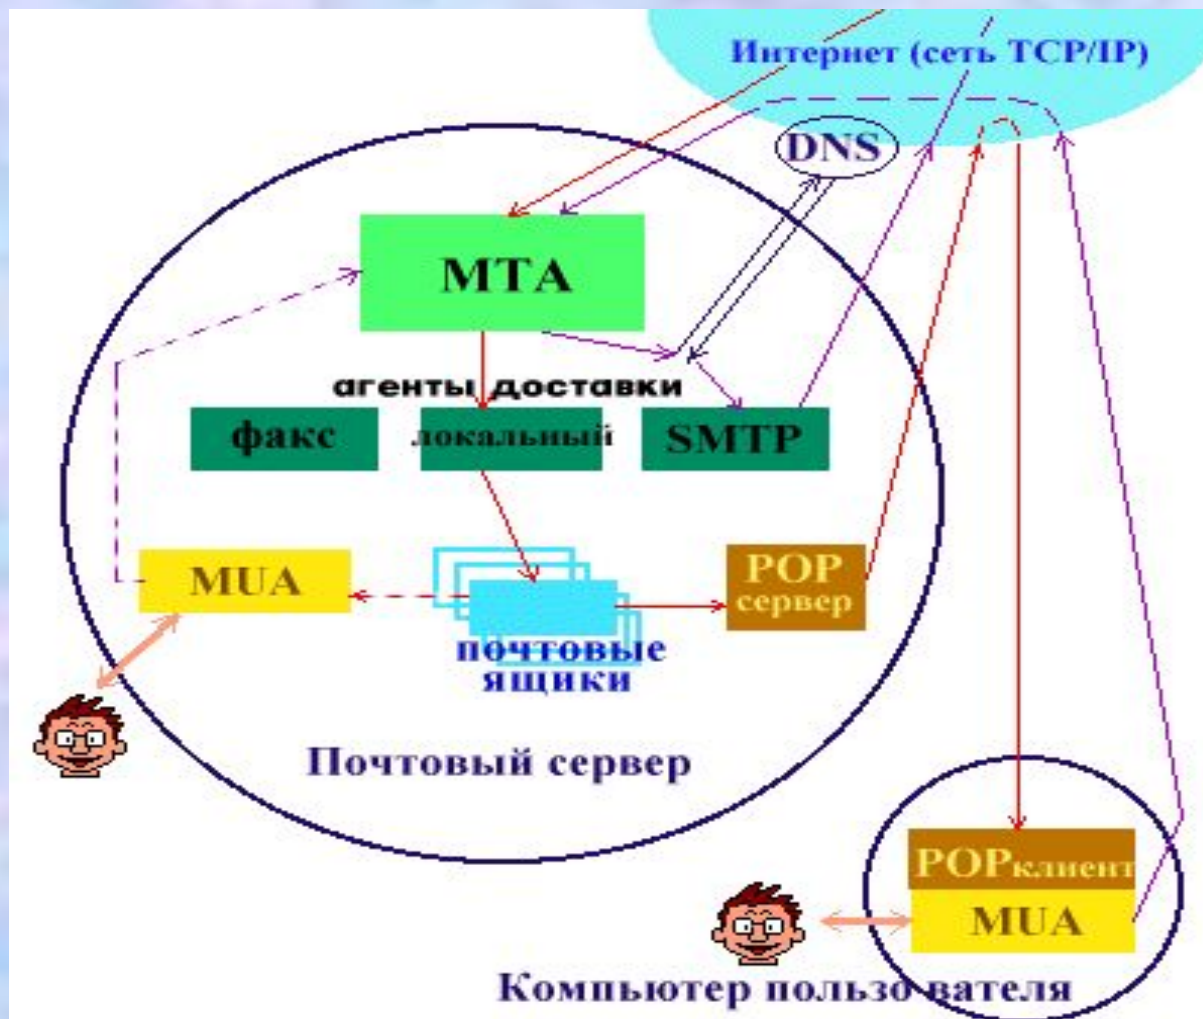 Интернет (сеть TCP/IP)
DNS
МТА
агенты доставки
факс
локальный
SMTP
MUA
POP
сервер
почтовые
ящики
Почтовый сервер
POPклиент
MUA
Компьютер пользователя